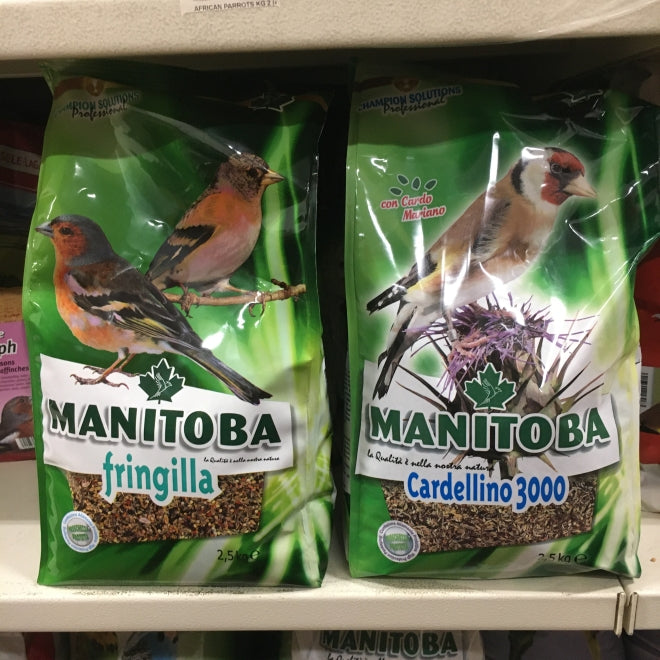 AFRICAN PARROTS KG 2
CHAMPION SOLUTIONS
Professional
MANITOBA
la Qualità è nella nostra natura
fringilla
2,5 kg e
CHAMPION SOLUTIONS
Professional
con Cardo
Mariano
MANITOBA
la Qualità è nella nostra natura
Cardellino 3000
2,5 kg e
MANITOBA